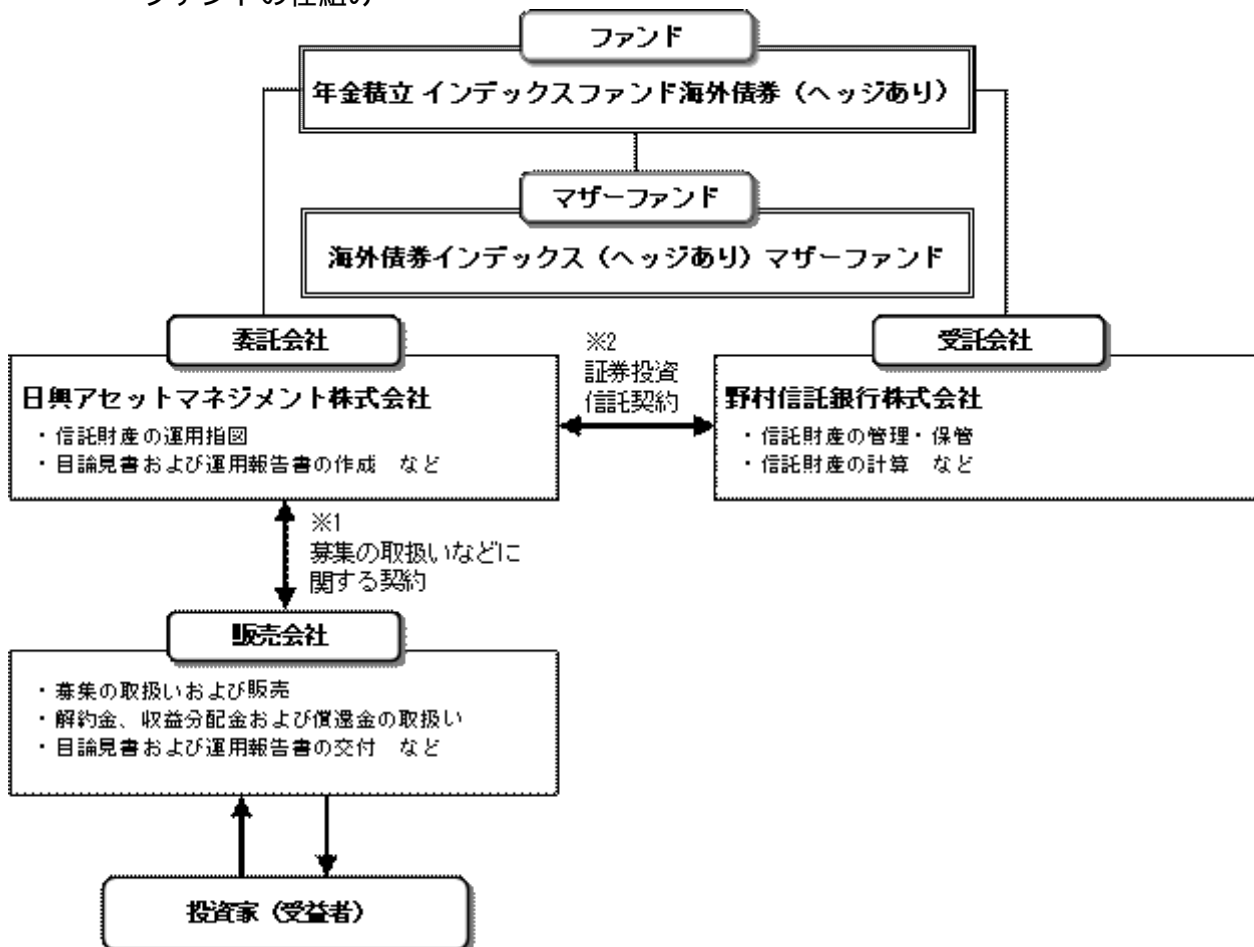 ファンドの仕組み
ファンド
年金積立 インデックスファンド海外債券（ヘッジあり）
マザーファンド
海外債券インデックス（ヘッジあり）マザーファンド
委託会社
日興アセットマネジメント株式会社
・信託財産の運用指図
・目論見書および運用報告書の作成 など
※2
証券投資
信託契約
受託会社
野村信託銀行株式会社
・信託財産の管理・保管
・信託財産の計算 など
※1
募集の取扱いなどに
関する契約
販売会社
・募集の取扱いおよび販売
・解約金、収益分配金および償還金の取扱い
・目論見書および運用報告書の交付 など
投資家（受益者）